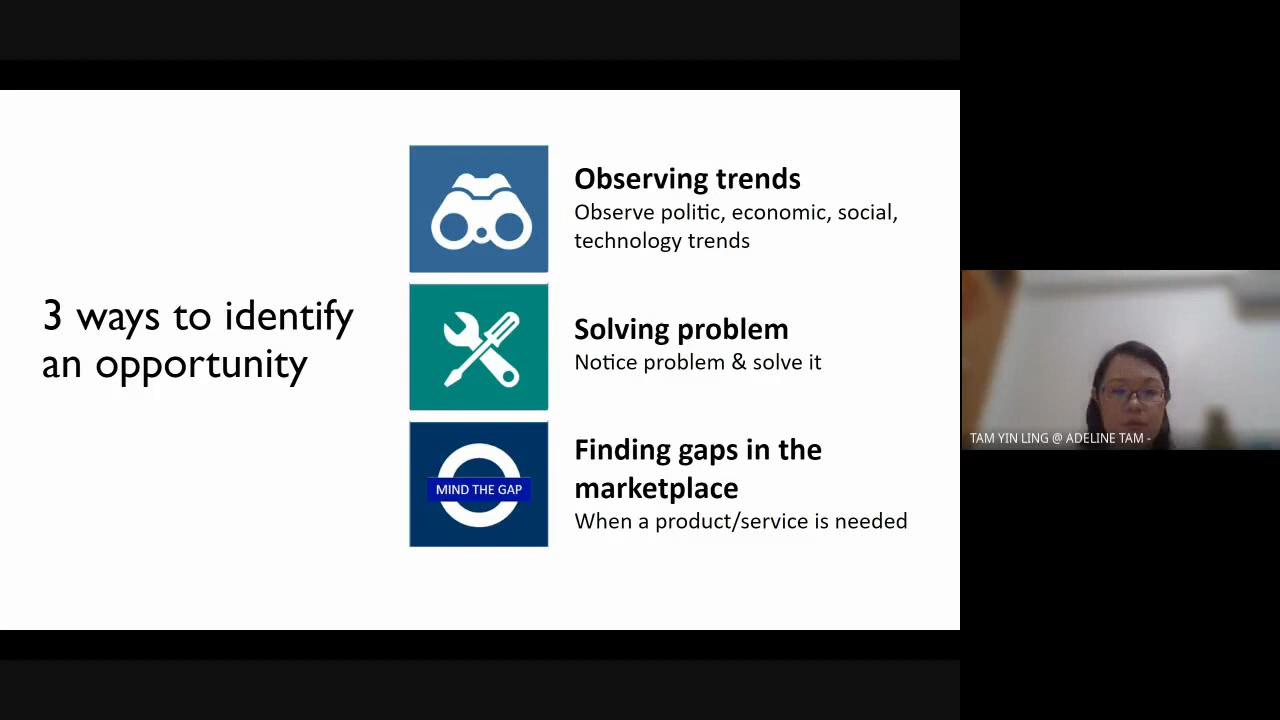 3 ways to identify
an opportunity
Observing trends
Observe politic, economic, social,
technology trends
Solving problem
Notice problem & solve it
MIND THE GAP
Finding gaps in the
marketplace
When a product/service is needed
TAM YIN LING @ ADELINE TAM -